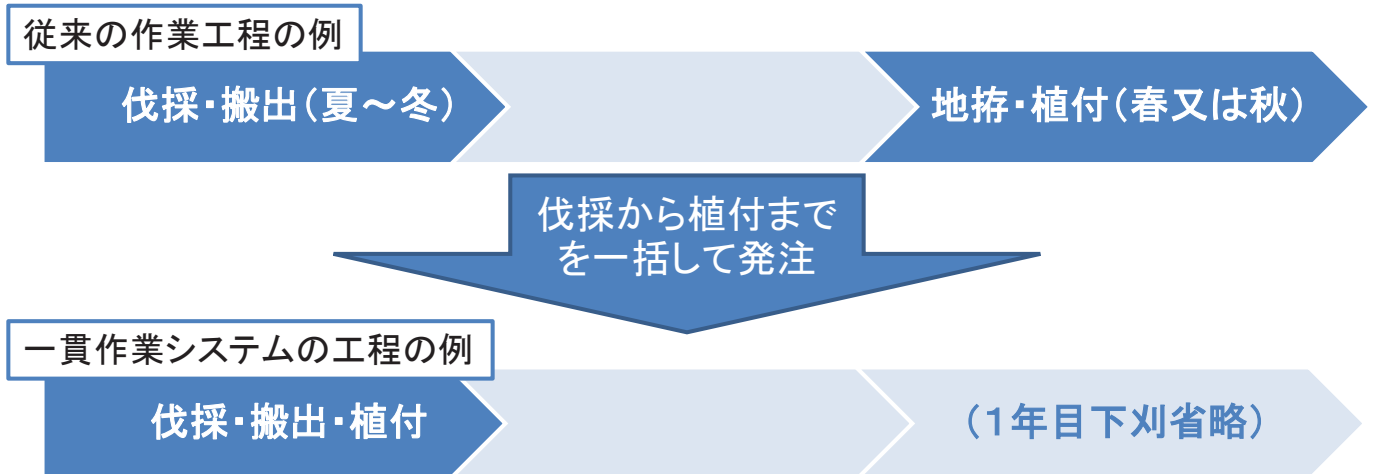 従来の作業工程の例
伐採・搬出（夏～冬）
地拵・植付（春又は秋）
伐採から植付まで
を一括して発注
一貫作業システムの工程の例
伐採・搬出・植付
（１年目下刈省略）